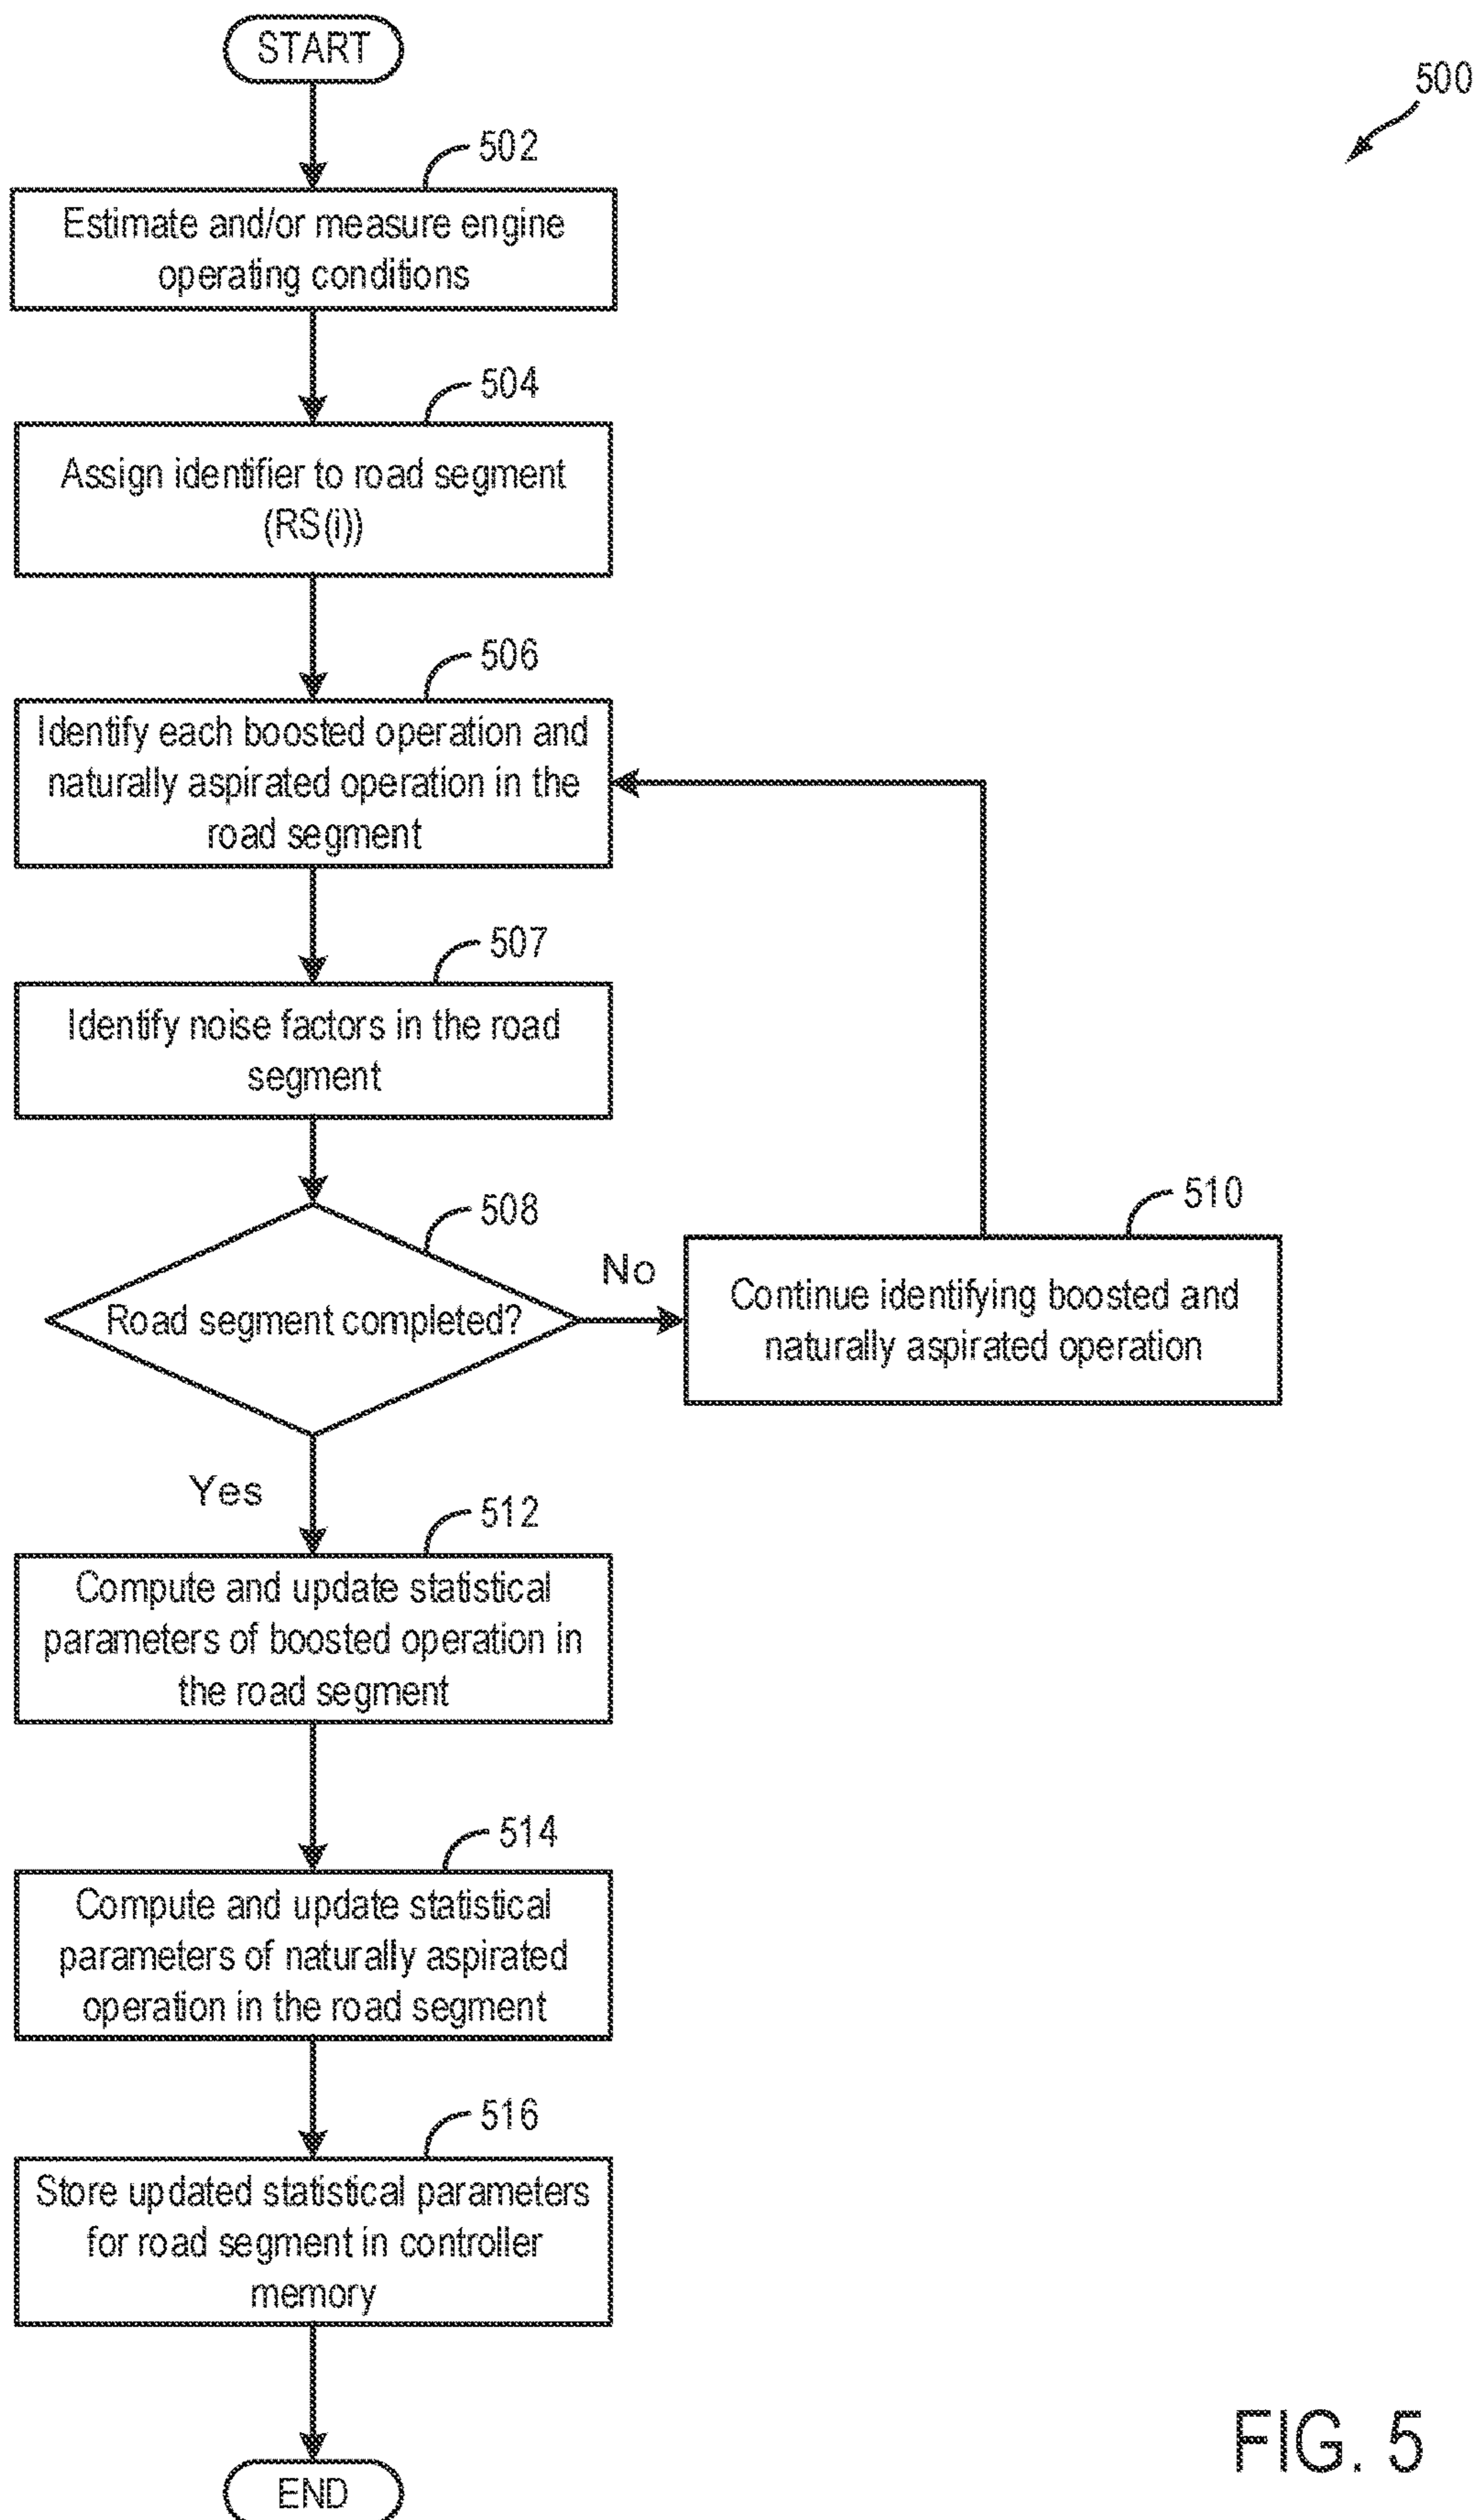 START
500
502
Estimate and/or measure engine
operating conditions
504
Assign identifier to road segment
(RS(i))
506
Identify each boosted operation and
naturally aspirated operation in the
road segment
507
Identify noise factors in the road
segment
508
Road segment completed?
No
510
Continue identifying boosted and
naturally aspirated operation
Yes
512
Compute and update statistical
parameters of boosted operation in
the road segment
514
Compute and update statistical
parameters of naturally aspirated
operation in the road segment
516
Store updated statistical parameters
for road segment in controller
memory
END
FIG. 5